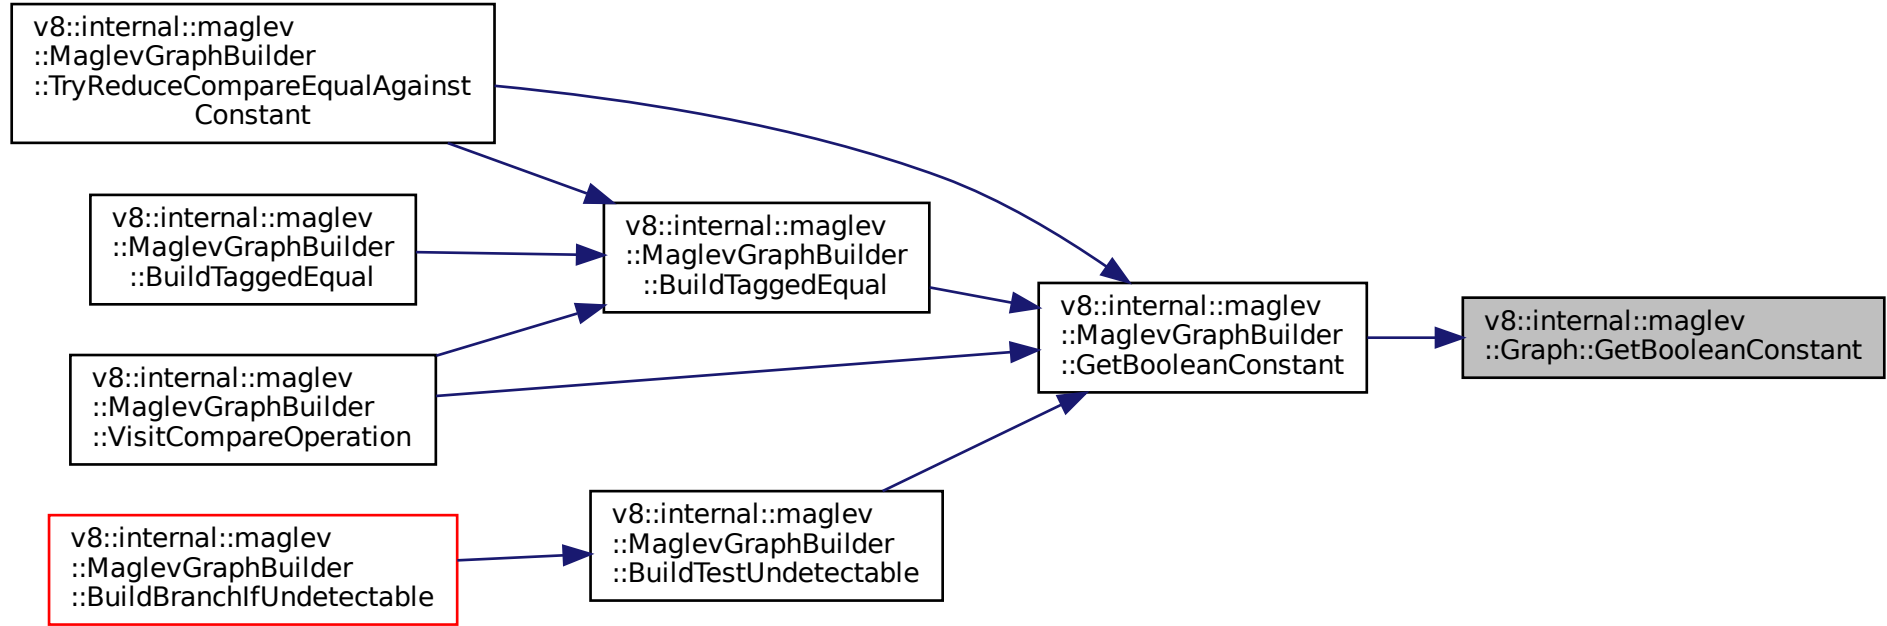 v8::internal::maglev
::MaglevGraphBuilder
::TryReduceCompareEqualAgainst
Constant
v8::internal::maglev
::MaglevGraphBuilder
::BuildTaggedEqual
v8::internal::maglev
::MaglevGraphBuilder
::VisitCompareOperation
v8::internal::maglev
::MaglevGraphBuilder
::BuildBranchIfUndetectable
v8::internal::maglev
::MaglevGraphBuilder
::BuildTaggedEqual
v8::internal::maglev
::MaglevGraphBuilder
::BuildTestUndetectable
v8::internal::maglev
::MaglevGraphBuilder
::GetBooleanConstant
v8::internal::maglev
::Graph::GetBooleanConstant